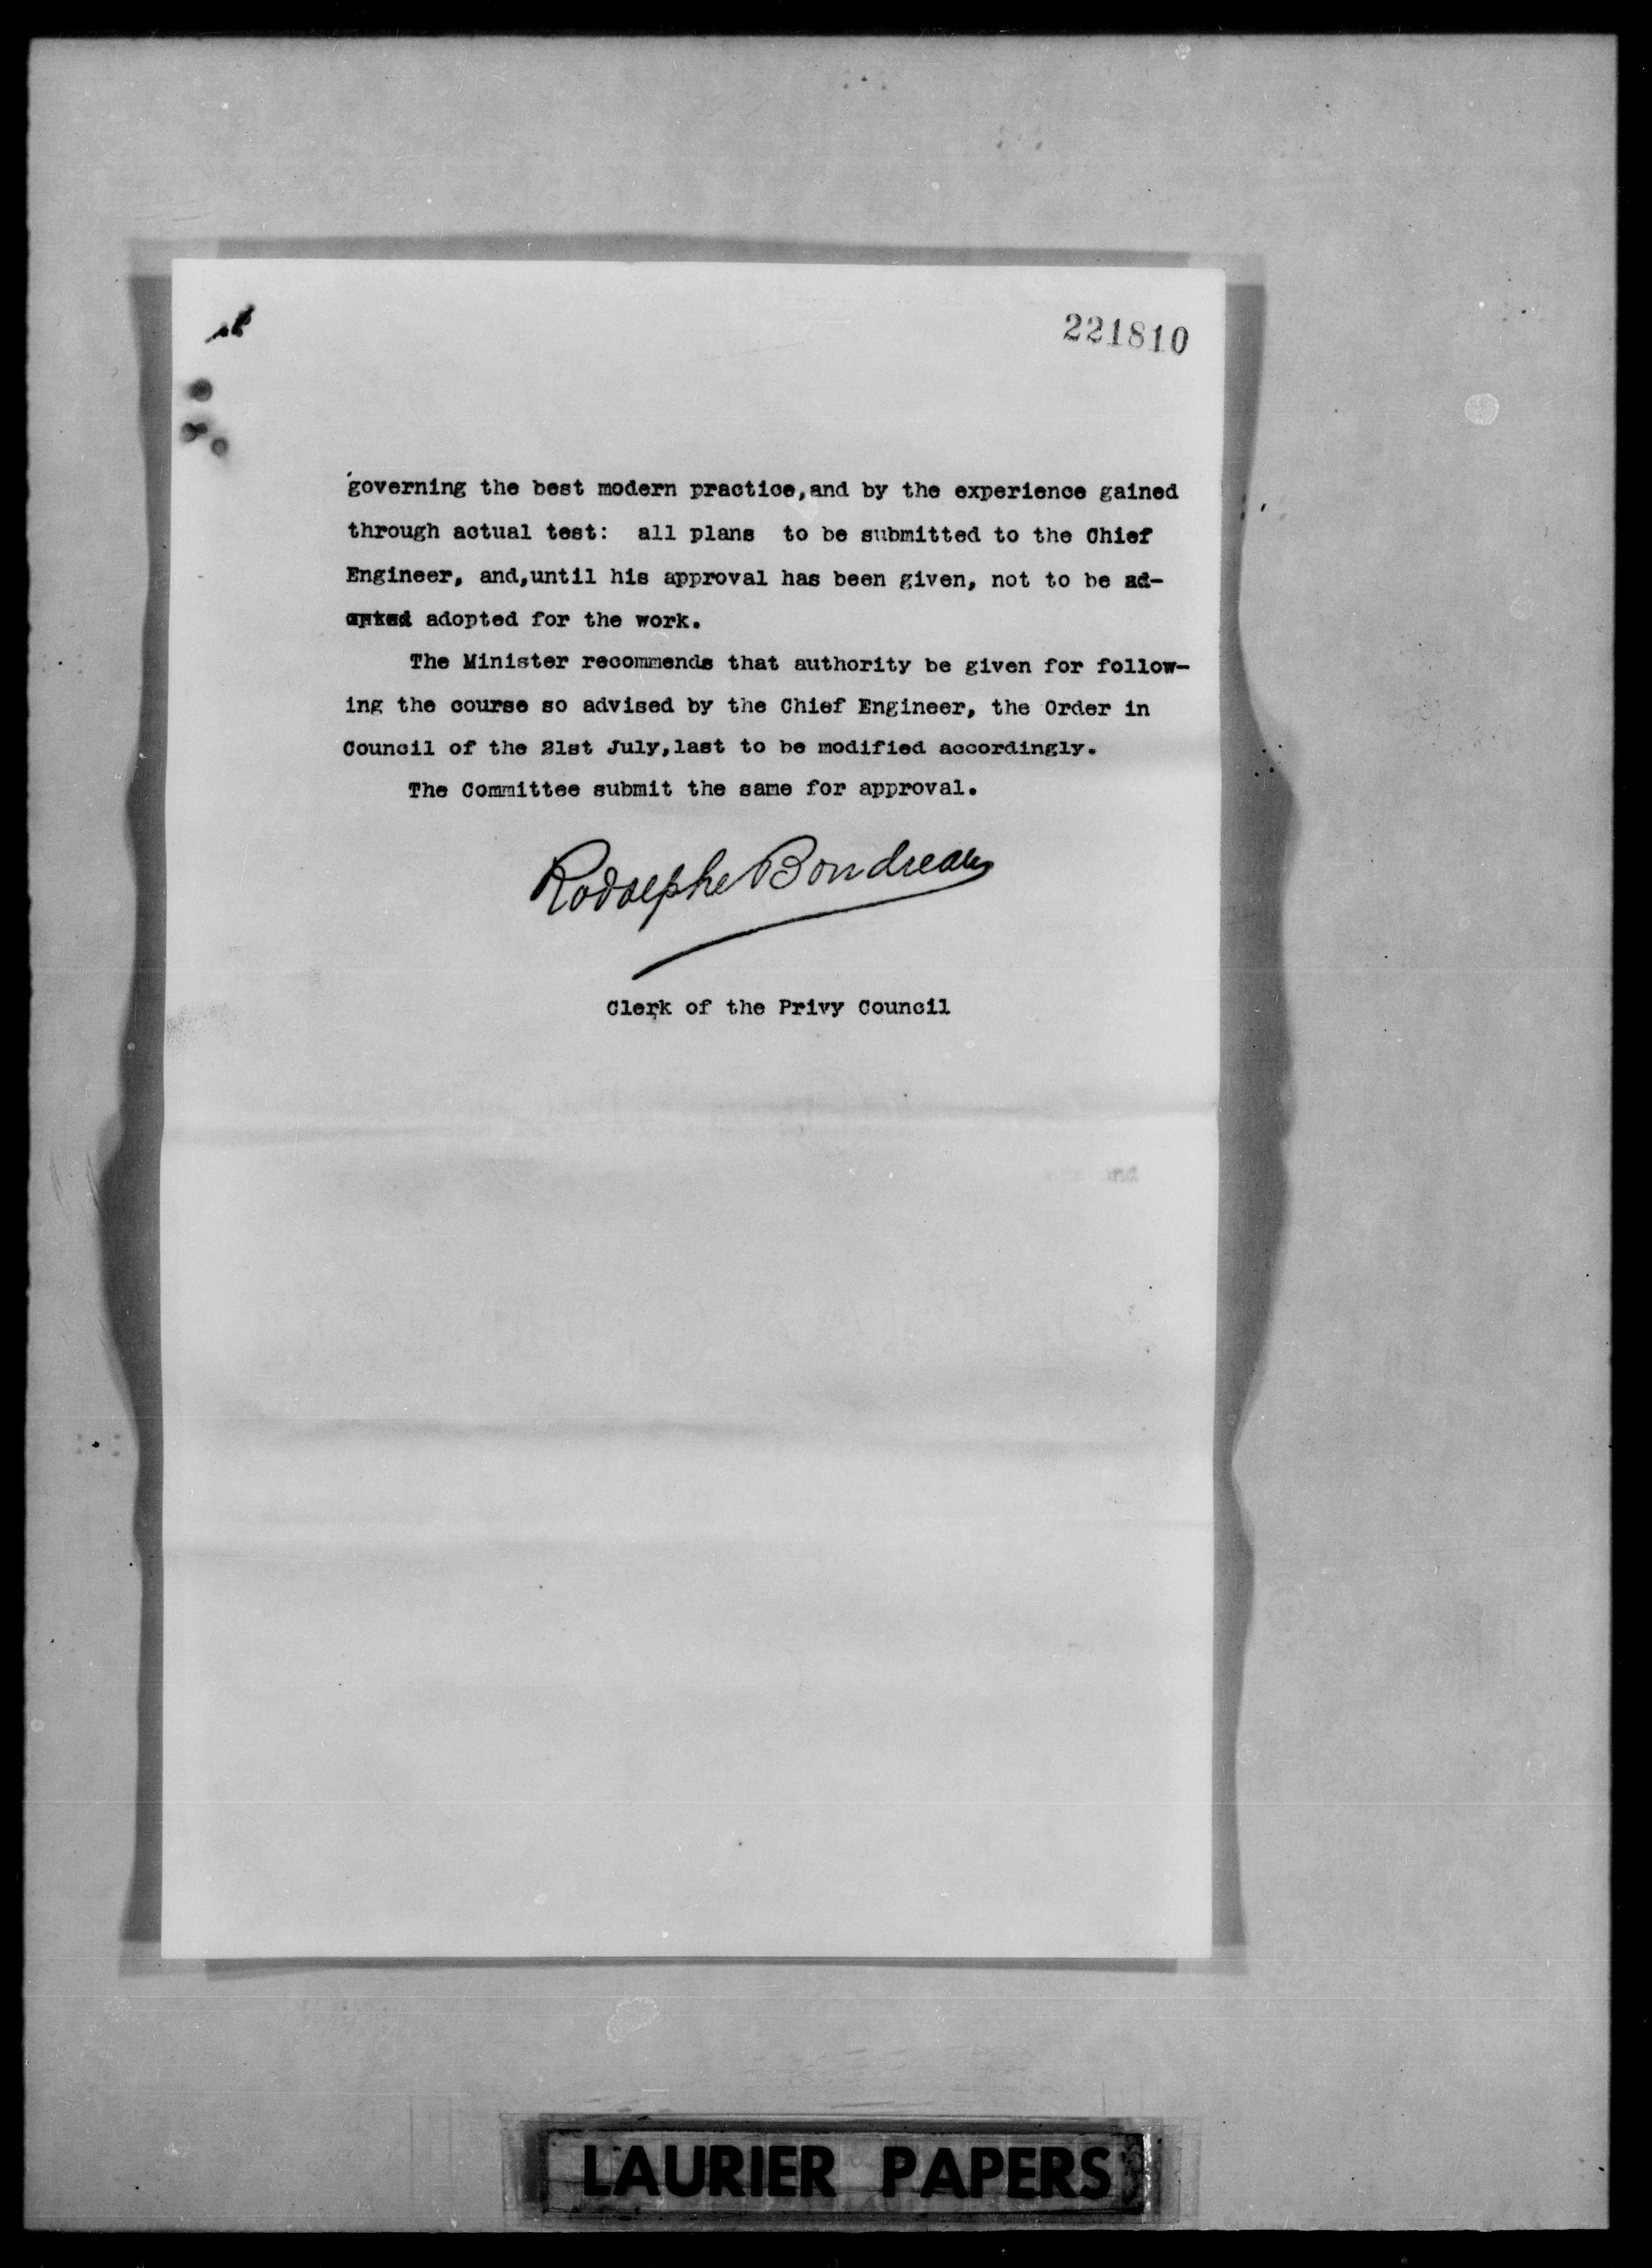 221810
governing the best modern practice,and by the experience gained
through actual test: all plans to be submitted to the Chief
Engineer, and,until his approval has been given, not to be ad-
adopted for the work.
The Minister recommends that authority be given for follow-
ing the course so advised by the Chief Engineer, the Order in
Council of the 21st July,last to be modified accordingly.
The Committee submit the same for approval.
Rodolphe Boudreau
Clerk of the Privy Council
LAURIER PAPERS